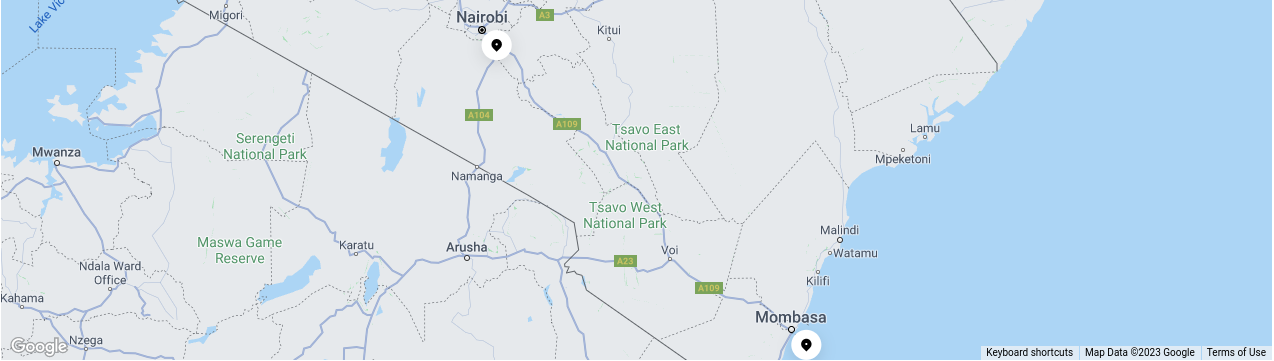 Lake Vic
Migori
Nairobi
A3
Kitui
A104
A109
Serengeti
National Park
Tsavo East
National Park
Lamu
Mpeketoni
Mwanza
Namanga
Tsavo West
National Park
Maswa Game
Reserve
Karatu
Arusha
Malindi
Watamu
Voi
A23
Ndala Ward
Office
Kilifi
A109
Kahama
Mombasa
Nzega
Google
Keyboard shortcuts
Map Data ©2023 Google
Terms of Use